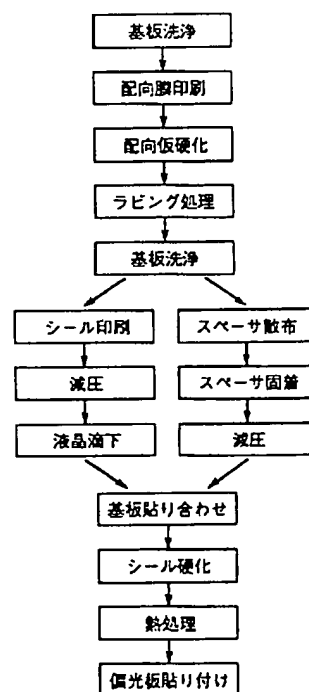 基板洗浄
配向膜印刷
配向仮硬化
ラビング処理
基板洗浄
シール印刷
減圧
液晶滴下
スペーサ散布
スペーサ固着
減圧
基板貼り合わせ
シール硬化
熱処理
偏光板貼り付け